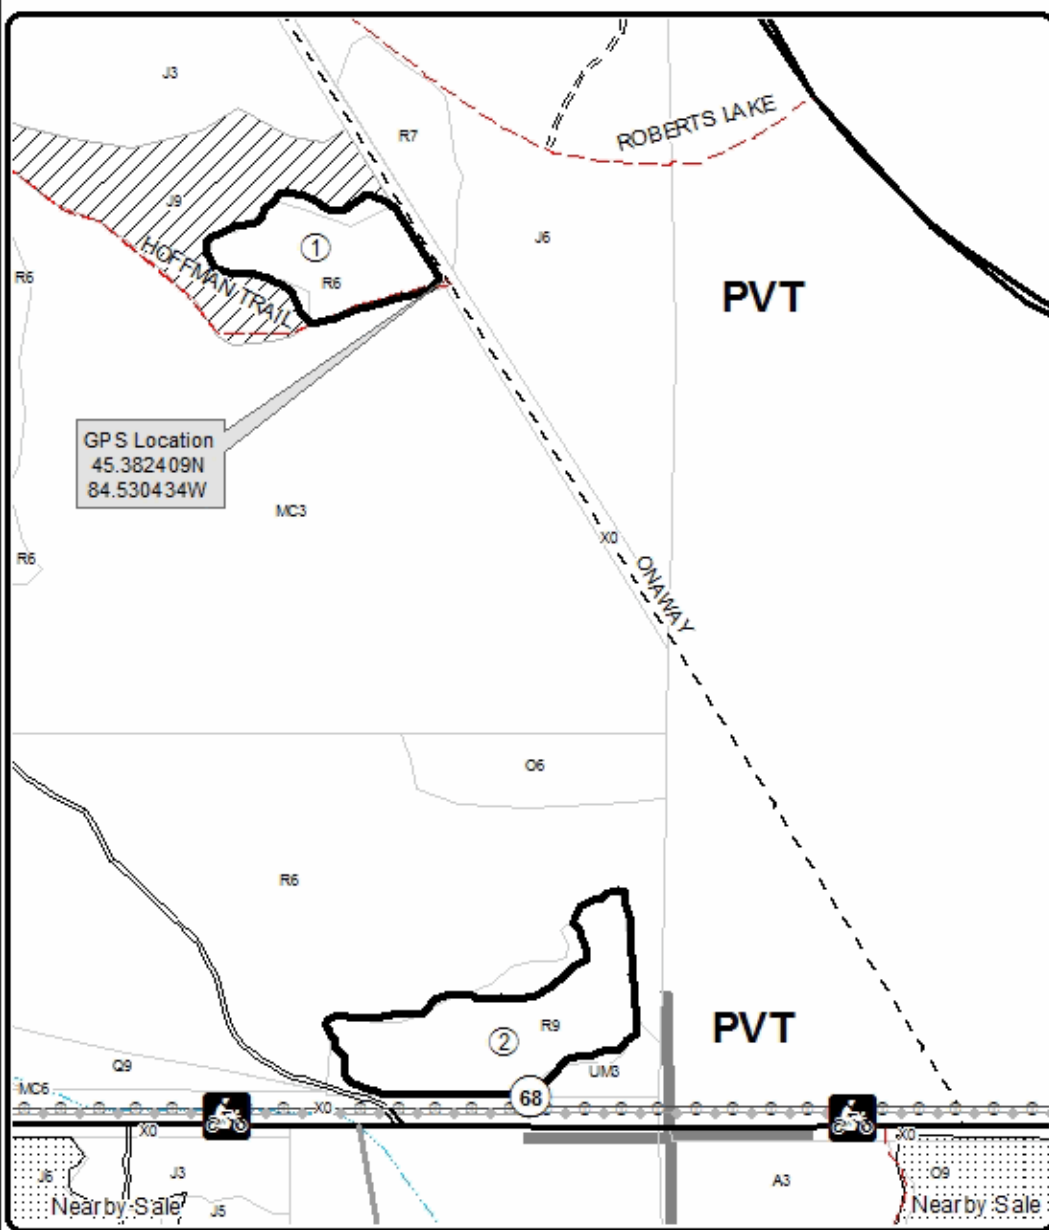 J3
R7
ROBERTS LAKE
J9
1
J6
HOFFMAN TRAIL
R6
R6
PVT
GPS Location
45.382409N
84.530434W
MC3
X0
R6
ONAWAY
O6
R6
R9
PVT
2
Q9
UM3
MC6
68
X0
X0
X0
J6
J3
A3
O9
Nearby Sale
J5
Nearby Sale